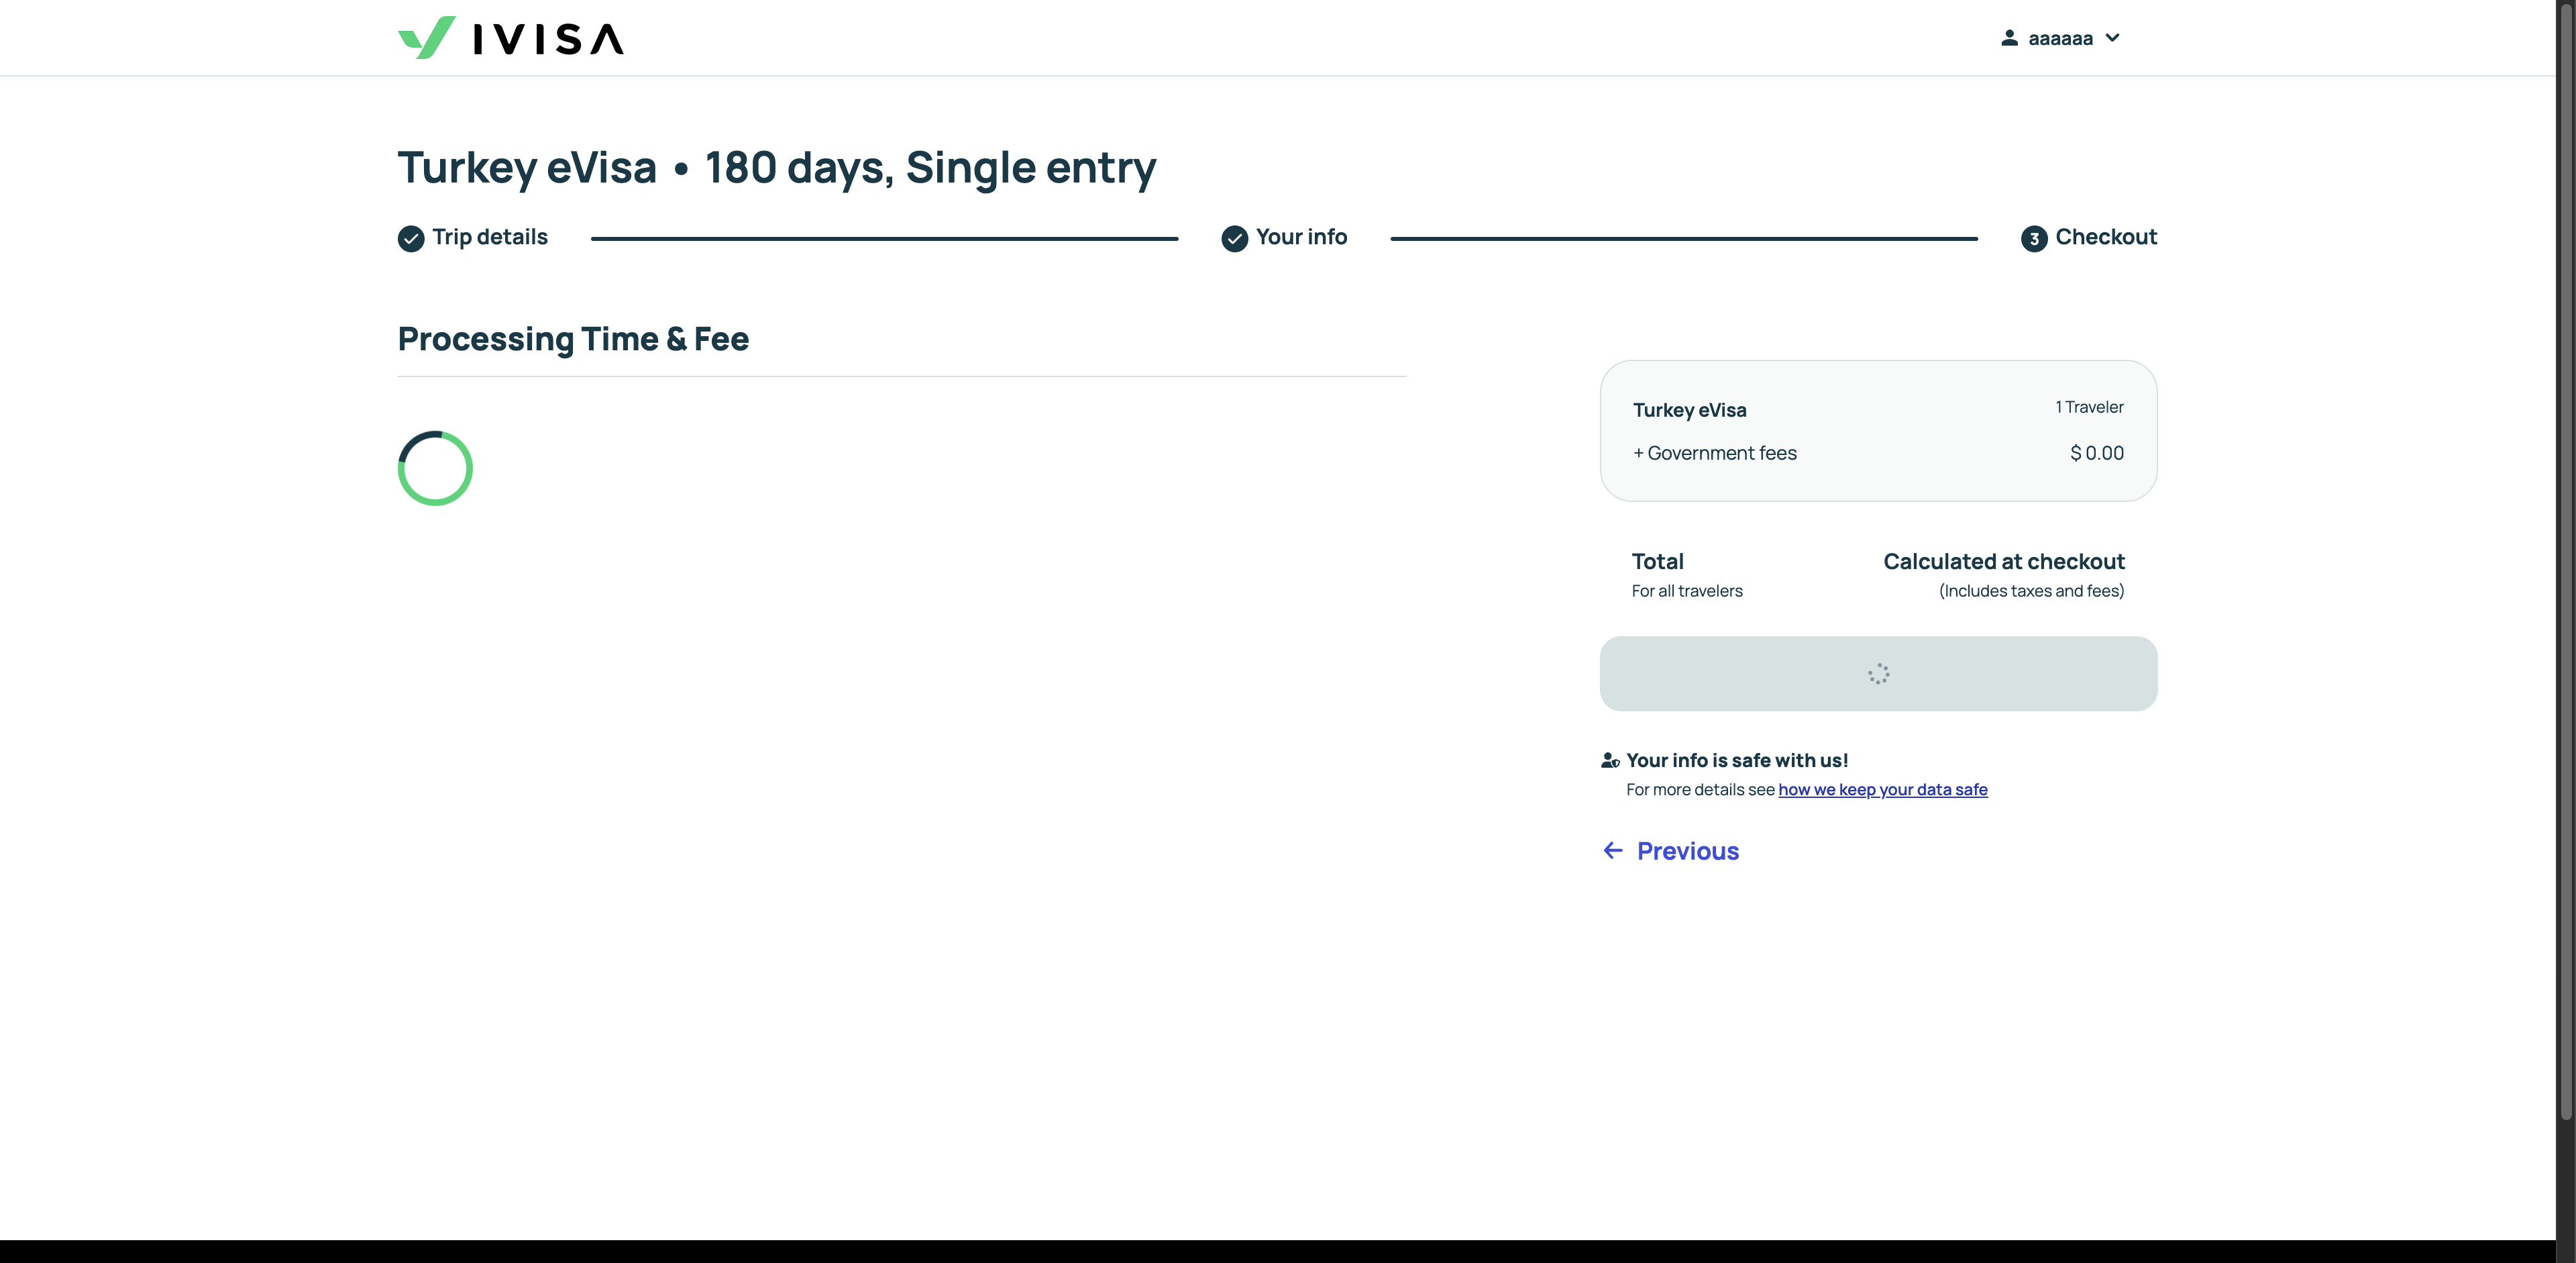 IVISA
aaaaaa
Turkey eVisa • 180 days, Single entry
Trip details
Your info
3 Checkout
Processing Time & Fee
Turkey eVisa 1 Traveler
+ Government fees $ 0.00
Total Calculated at checkout
For all travelers (Includes taxes and fees)
Your info is safe with us!
For more details see how we keep your data safe
Previous